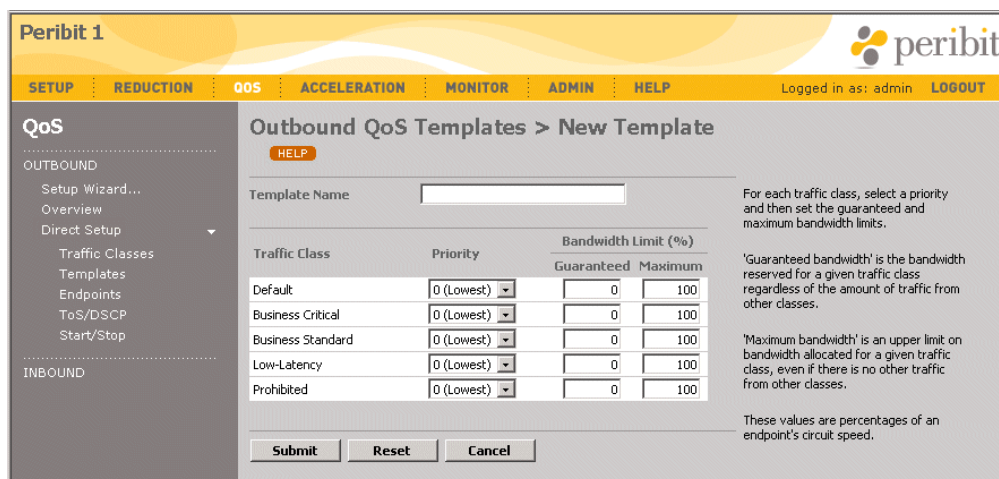 Peribit 1
peribit
SETUP REDUCTION QOS ACCELERATION MONITOR ADMIN HELP Logged in as: admin LOGOUT
QoS
OUTBOUND
Setup Wizard...
Overview
Direct Setup
Traffic Classes
Templates
Endpoints
ToS/DSCP
Start/Stop
INBOUND
Outbound QoS Templates > New Template
HELP
Template Name
Traffic Class Priority Bandwidth Limit (%)
Guaranteed Maximum
Default 0 (Lowest) 0 100
Business Critical 0 (Lowest) 0 100
Business Standard 0 (Lowest) 0 100
Low-Latency 0 (Lowest) 0 100
Prohibited 0 (Lowest) 0 100
Submit Reset Cancel
For each traffic class, select a priority
and then set the guaranteed and
maximum bandwidth limits.
'Guaranteed bandwidth' is the bandwidth
reserved for a given traffic class
regardless of the amount of traffic from
other classes.
'Maximum bandwidth' is an upper limit on
bandwidth allocated for a given traffic
class, even if there is no other traffic
from other classes.
These values are percentages of an
endpoint's circuit speed.